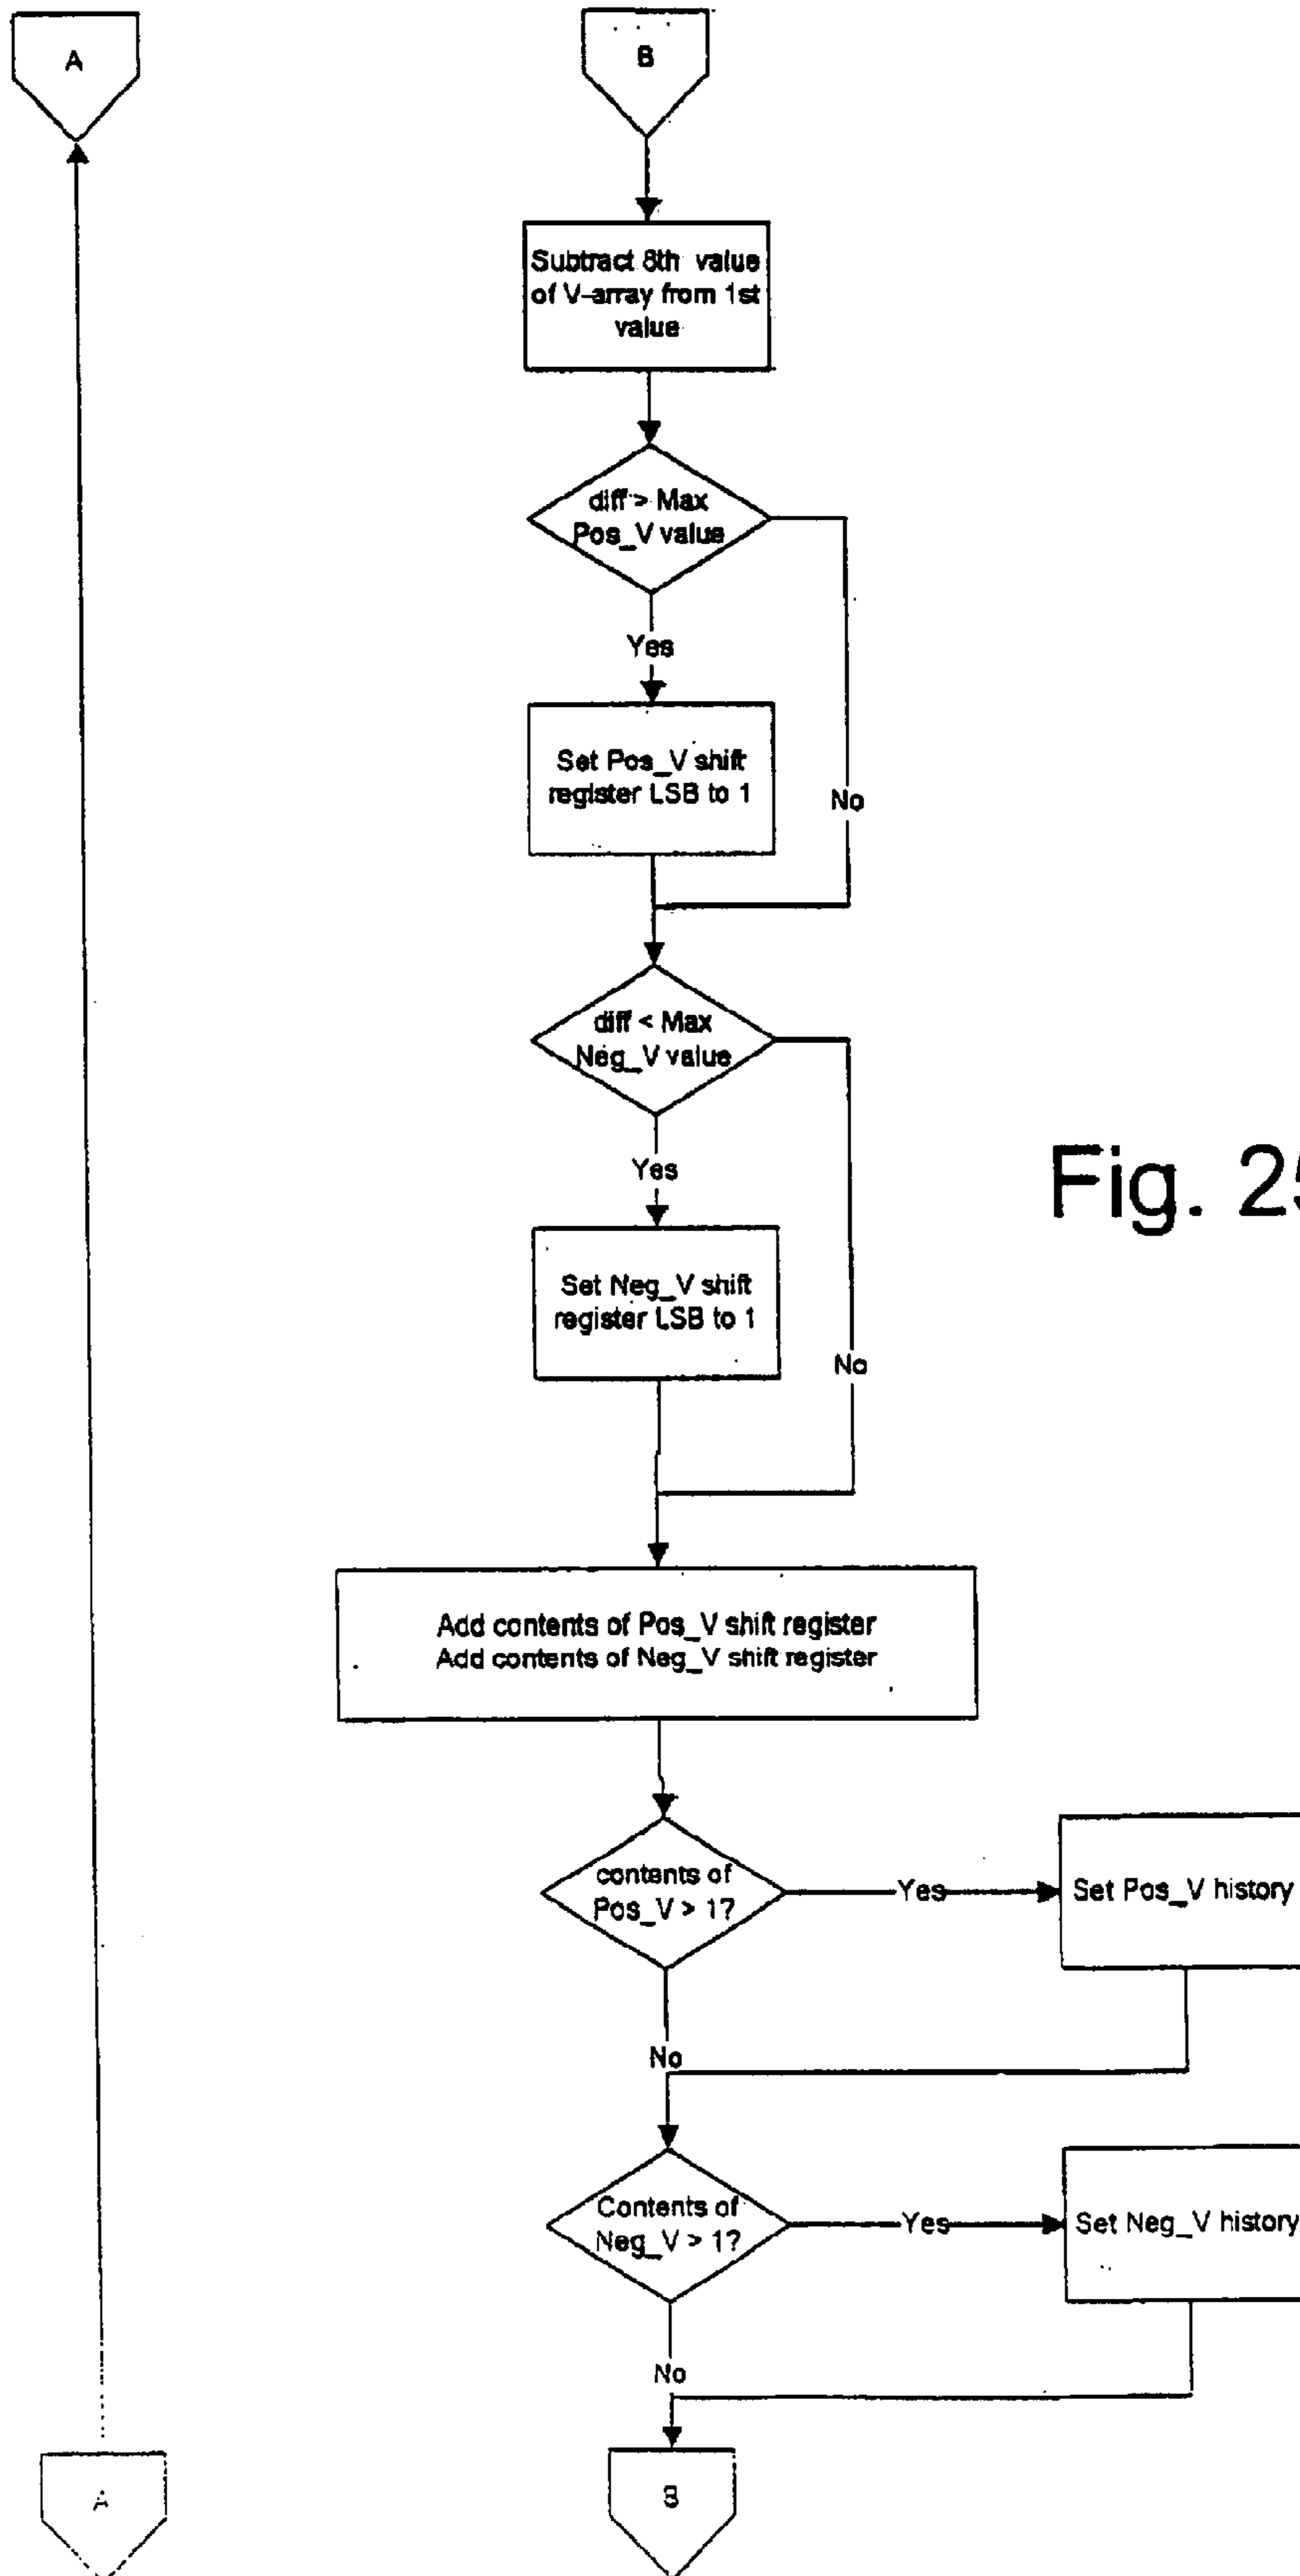 A
B
Subtract 8th value
of V-array from 1st
value
diff > Max
Pos_V value
Yes
Set Pos_V shift
register LSB to 1
No
diff < Max
Neg_V value
Yes
Fig. 25
Set Neg_V shift
register LSB to 1
No
Add contents of Pos_V shift register
Add contents of Neg_V shift register
contents of
Pos_V > 1?
Yes
Set Pos_V history
No
Contents of
Neg_V > 1?
Yes
Set Neg_V history
No
A
B